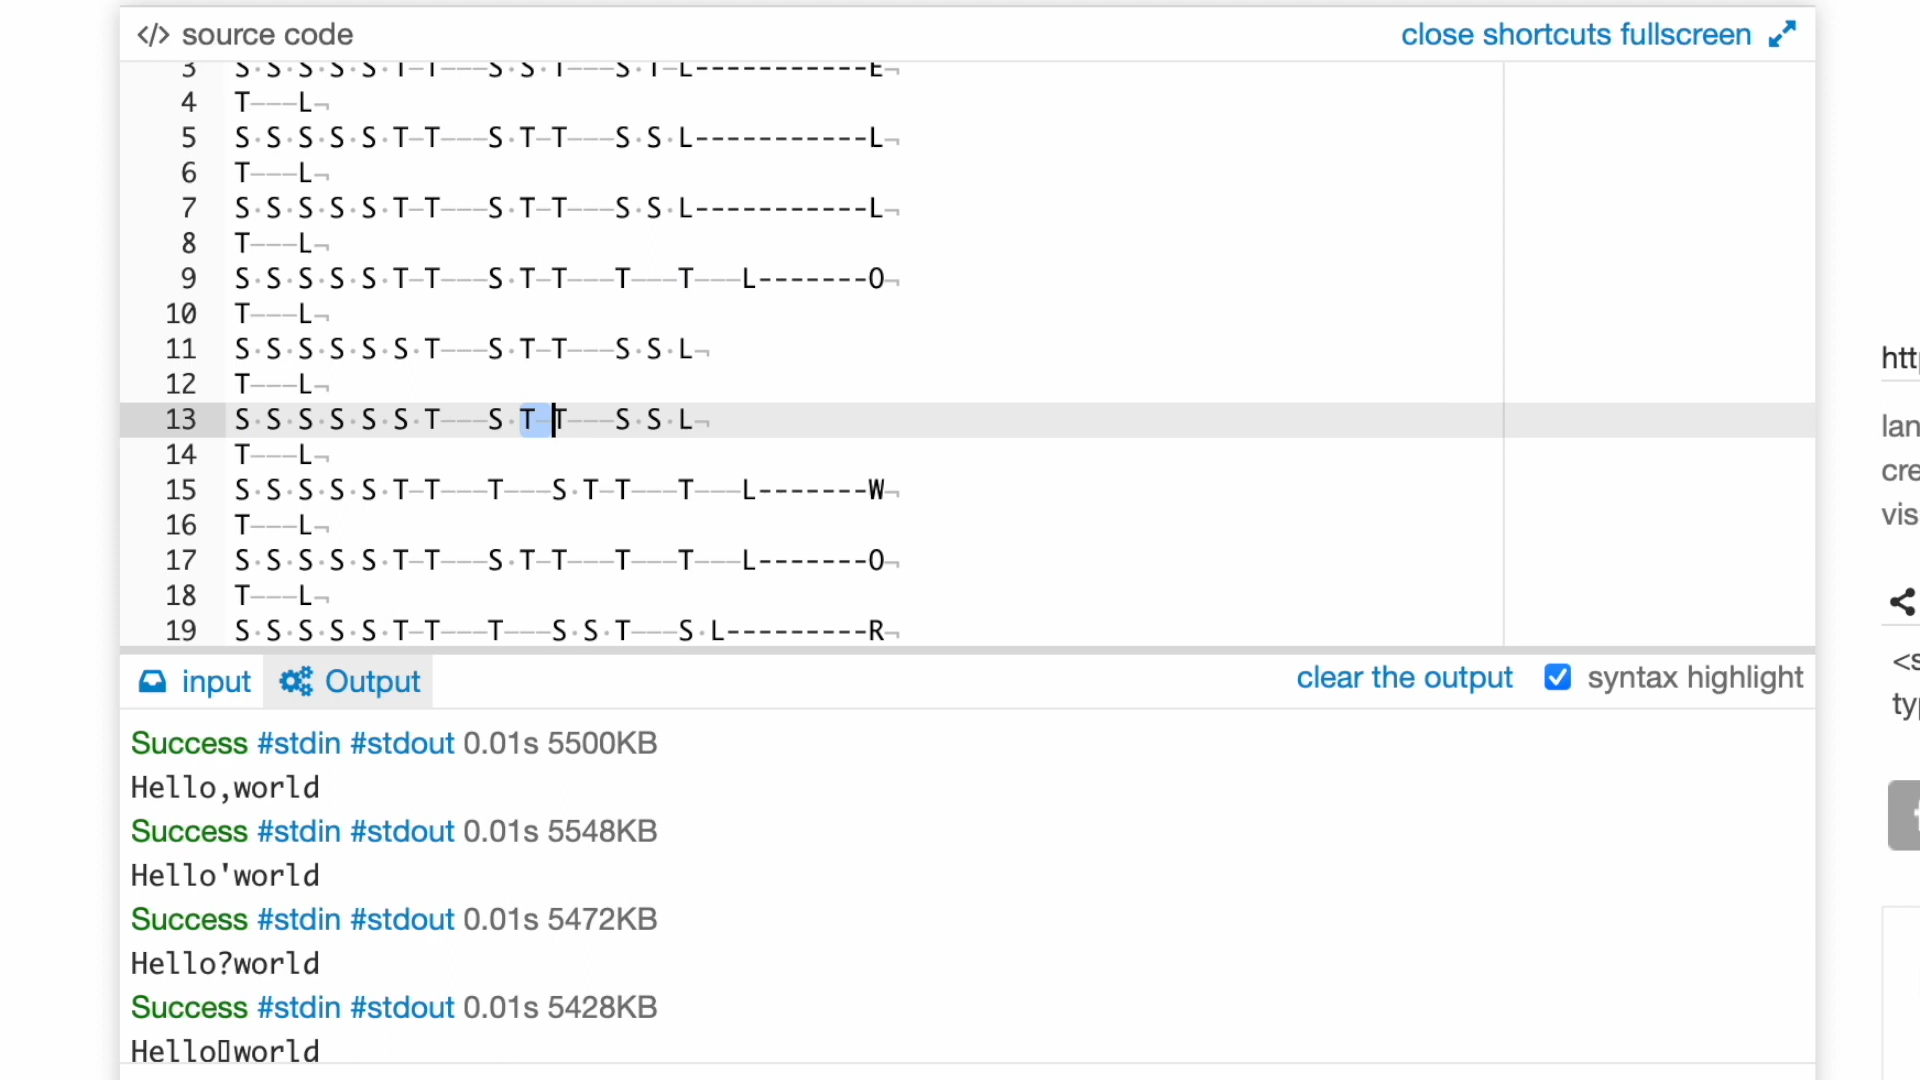 </> source code
close shortcuts fullscreen
3 S·S·S·S·S·T—T———S·S·T———S·T—L-----------E¬
4 T———L¬
5 S·S·S·S·S·T—T———S·T—T———S·S·L-----------L¬
6 T———L¬
7 S·S·S·S·S·T—T———S·T—T———S·S·L-----------L¬
8 T———L¬
9 S·S·S·S·S·T—T———S·T—T———T———T———L-------O¬
10 T———L¬
11 S·S·S·S·S·S·T———S·T—T———S·S·L¬
12 T———L¬
13 S·S·S·S·S·S·T———S·T—T———S·S·L¬
14 T———L¬
15 S·S·S·S·S·T—T———T———S·T—T———T———L-------W¬
16 T———L¬
17 S·S·S·S·S·T—T———S·T—T———T———T———L-------O¬
18 T———L¬
19 S·S·S·S·S·T—T———T———S·S·T———S·L---------R¬
input
Output
clear the output
syntax highlight
Success #stdin #stdout 0.01s 5500KB
Hello,world
Success #stdin #stdout 0.01s 5548KB
Hello'world
Success #stdin #stdout 0.01s 5472KB
Hello?world
Success #stdin #stdout 0.01s 5428KB
Hello▯world